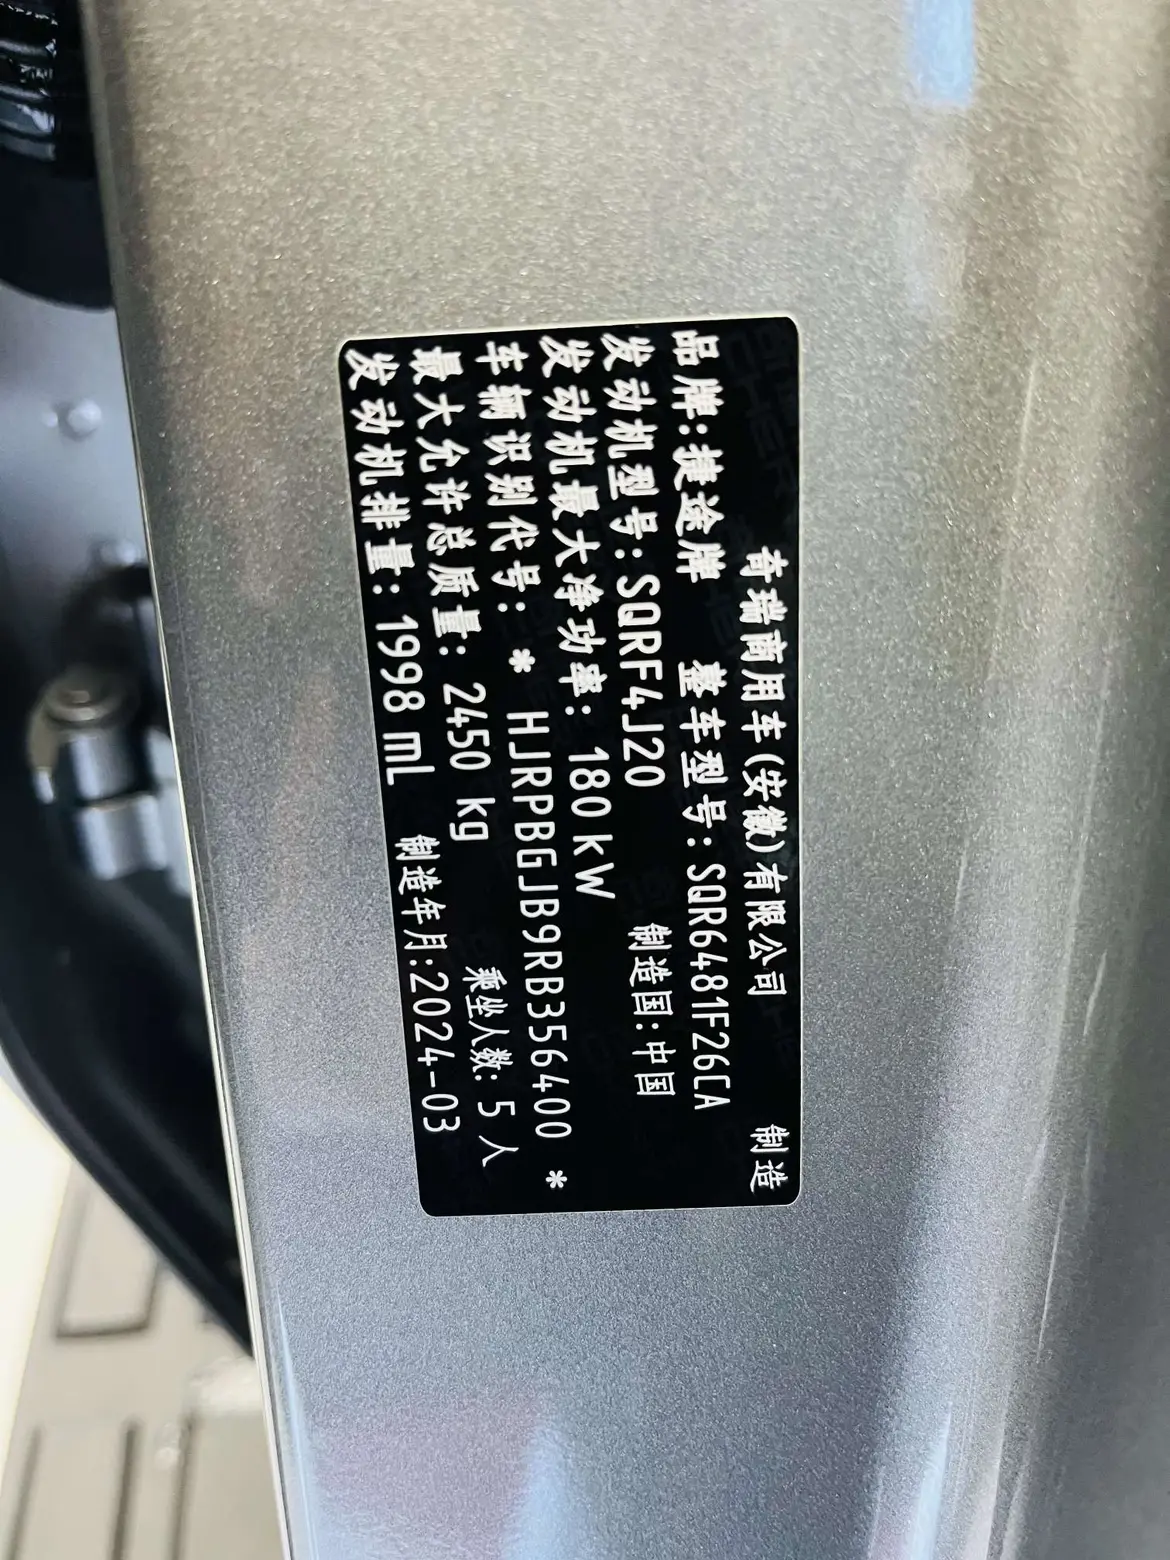 奇瑞商用车(安徽)有限公司 制造
品牌:捷途牌 整车型号:SQR6481F26CA
发动机型号:SQRF4J20 制造国:中国
发动机最大净功率: 180kW
车辆识别代号: * HJRPBGJB9RB356400 *
最大允许总质量: 2450 kg 乘坐人数: 5 人
发动机排量: 1998 mL 制造年月:2024-03